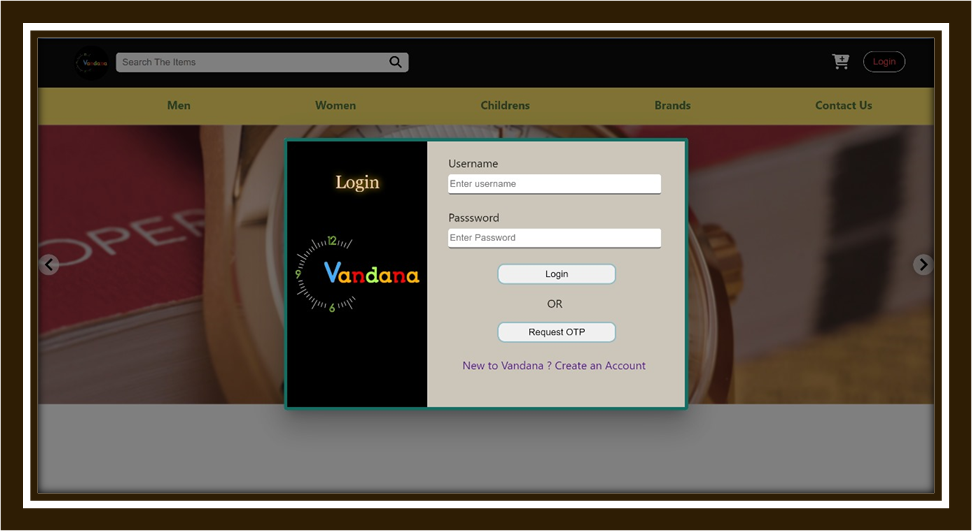 Vandana
Search The Items
Login
Men
Women
Childrens
Brands
Contact Us
OPER
Login
12
9
Vandana
6
Username
Enter username
Passsword
Enter Password
Login
OR
Request OTP
New to Vandana ? Create an Account